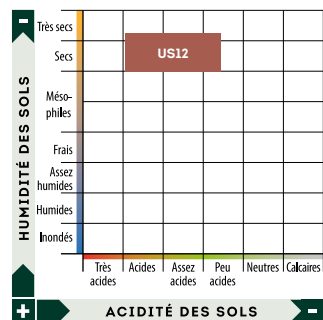 -
Très secs
Secs
US12
Méso-
philes
Frais
Assez
humides
Humides
Inondés
HUMIDITÉ DES SOLS
Très
acides
Acides
Assez
acides
Peu
acides
Neutres
Calcaires
+
ACIDITÉ DES SOLS
-